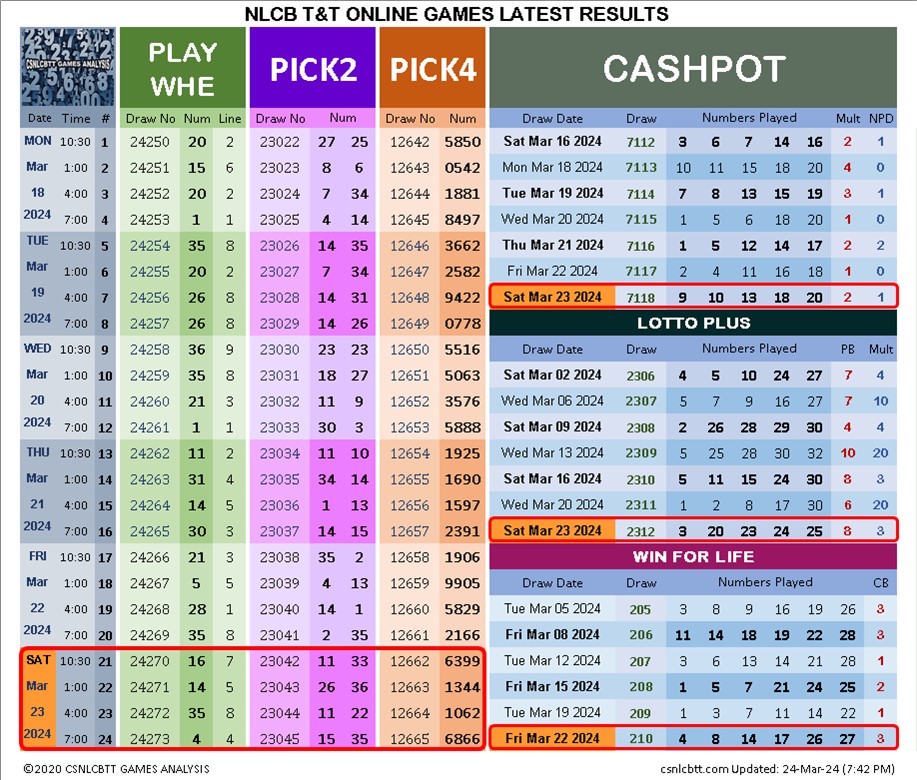 NLCB T&T ONLINE GAMES LATEST RESULTS
CSNLCBTT GAMES ANALYSIS
PLAY WHE
PICK2
PICK4
CASHPOT
Date Time # Draw No Num Line Draw No Num Draw No Num
MON 10:30 1 24250 20 2 23022 27 25 12642 5850
Mar 1:00 2 24251 15 6 23023 8 6 12643 0542
18 4:00 3 24252 20 2 23024 7 34 12644 1881
2024 7:00 4 24253 1 1 23025 4 14 12645 8497
TUE 10:30 5 24254 35 8 23026 14 35 12646 3662
Mar 1:00 6 24255 20 2 23027 7 34 12647 2582
19 4:00 7 24256 26 8 23028 14 31 12648 9422
2024 7:00 8 24257 26 8 23029 14 26 12649 0778
WED 10:30 9 24258 36 9 23030 23 23 12650 5516
Mar 1:00 10 24259 35 8 23031 18 27 12651 5063
20 4:00 11 24260 21 3 23032 11 9 12652 3576
2024 7:00 12 24261 1 1 23033 30 3 12653 5888
THU 10:30 13 24262 11 2 23034 11 10 12654 1925
Mar 1:00 14 24263 31 4 23035 34 14 12655 1690
21 4:00 15 24264 14 5 23036 1 13 12656 1597
2024 7:00 16 24265 30 3 23037 14 15 12657 2391
FRI 10:30 17 24266 21 3 23038 35 2 12658 1906
Mar 1:00 18 24267 5 5 23039 4 13 12659 9905
22 4:00 19 24268 28 1 23040 14 1 12660 5829
2024 7:00 20 24269 35 8 23041 2 35 12661 2166
SAT 10:30 21 24270 16 7 23042 11 33 12662 6399
Mar 1:00 22 24271 14 5 23043 26 36 12663 1344
23 4:00 23 24272 35 8 23044 11 22 12664 1062
2024 7:00 24 24273 4 4 23045 15 35 12665 6866
Draw Date Draw Numbers Played Mult NPD
Sat Mar 16 2024 7112 3 6 7 14 16 2 1
Mon Mar 18 2024 7113 10 11 15 18 20 4 0
Tue Mar 19 2024 7114 7 8 13 15 19 3 1
Wed Mar 20 2024 7115 1 5 6 18 20 1 0
Thu Mar 21 2024 7116 1 5 12 14 17 2 2
Fri Mar 22 2024 7117 2 4 11 16 18 1 0
Sat Mar 23 2024 7118 9 10 13 18 20 2 1
LOTTO PLUS
Draw Date Draw Numbers Played PB Mult
Sat Mar 02 2024 2306 4 5 10 24 27 7 4
Wed Mar 06 2024 2307 5 7 9 16 27 7 10
Sat Mar 09 2024 2308 2 26 28 29 30 4 4
Wed Mar 13 2024 2309 5 25 28 30 32 10 20
Sat Mar 16 2024 2310 5 11 15 24 30 8 3
Wed Mar 20 2024 2311 1 2 8 17 30 6 20
Sat Mar 23 2024 2312 3 20 23 24 25 8 3
WIN FOR LIFE
Draw Date Draw Numbers Played CB
Tue Mar 05 2024 205 3 8 9 16 19 26 3
Fri Mar 08 2024 206 11 14 18 19 22 28 3
Tue Mar 12 2024 207 3 6 13 14 21 28 1
Fri Mar 15 2024 208 1 5 7 21 24 25 2
Tue Mar 19 2024 209 1 3 7 11 14 22 1
Fri Mar 22 2024 210 4 8 14 17 26 27 3
©2020 CSNLCBTT GAMES ANALYSIS
csnlcbtt.com Updated: 24-Mar-24 (7:42 PM)